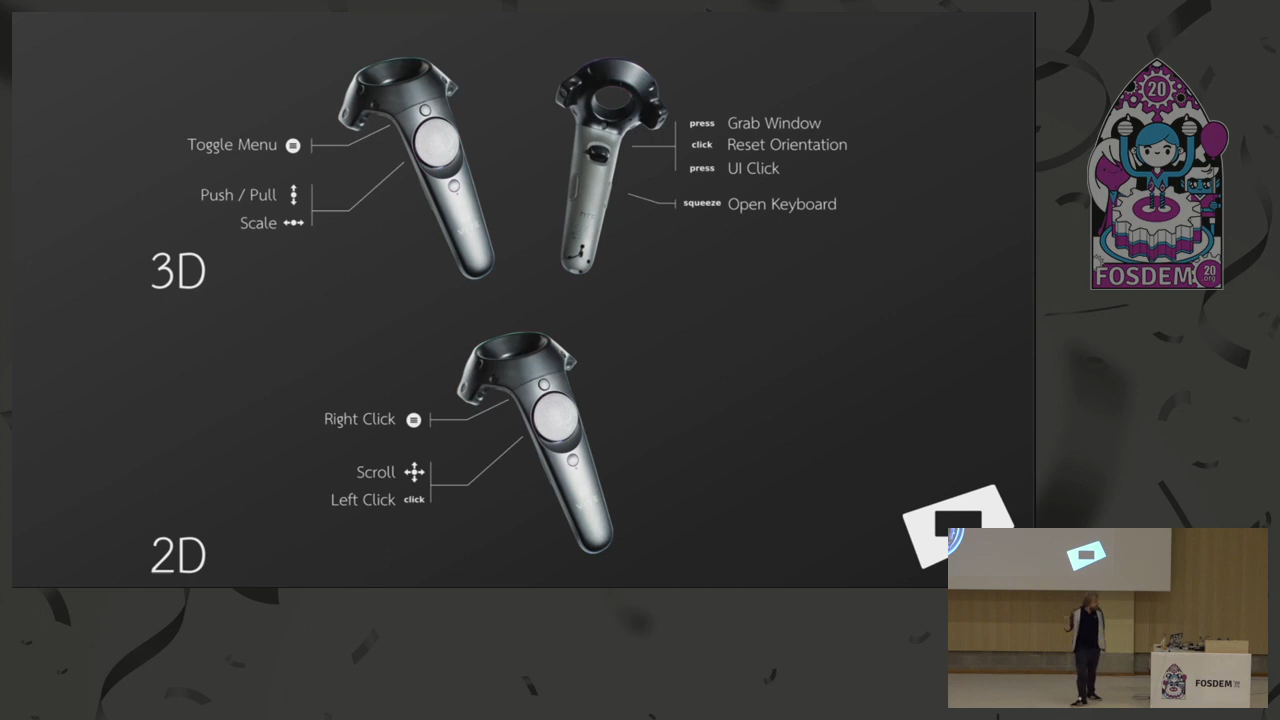 Toggle Menu
Push / Pull
Scale
press Grab Window
click Reset Orientation
press UI Click
squeeze Open Keyboard
3D
Right Click
Scroll
Left Click click
2D
20
FOSDEM 20
.org
FOSDEM